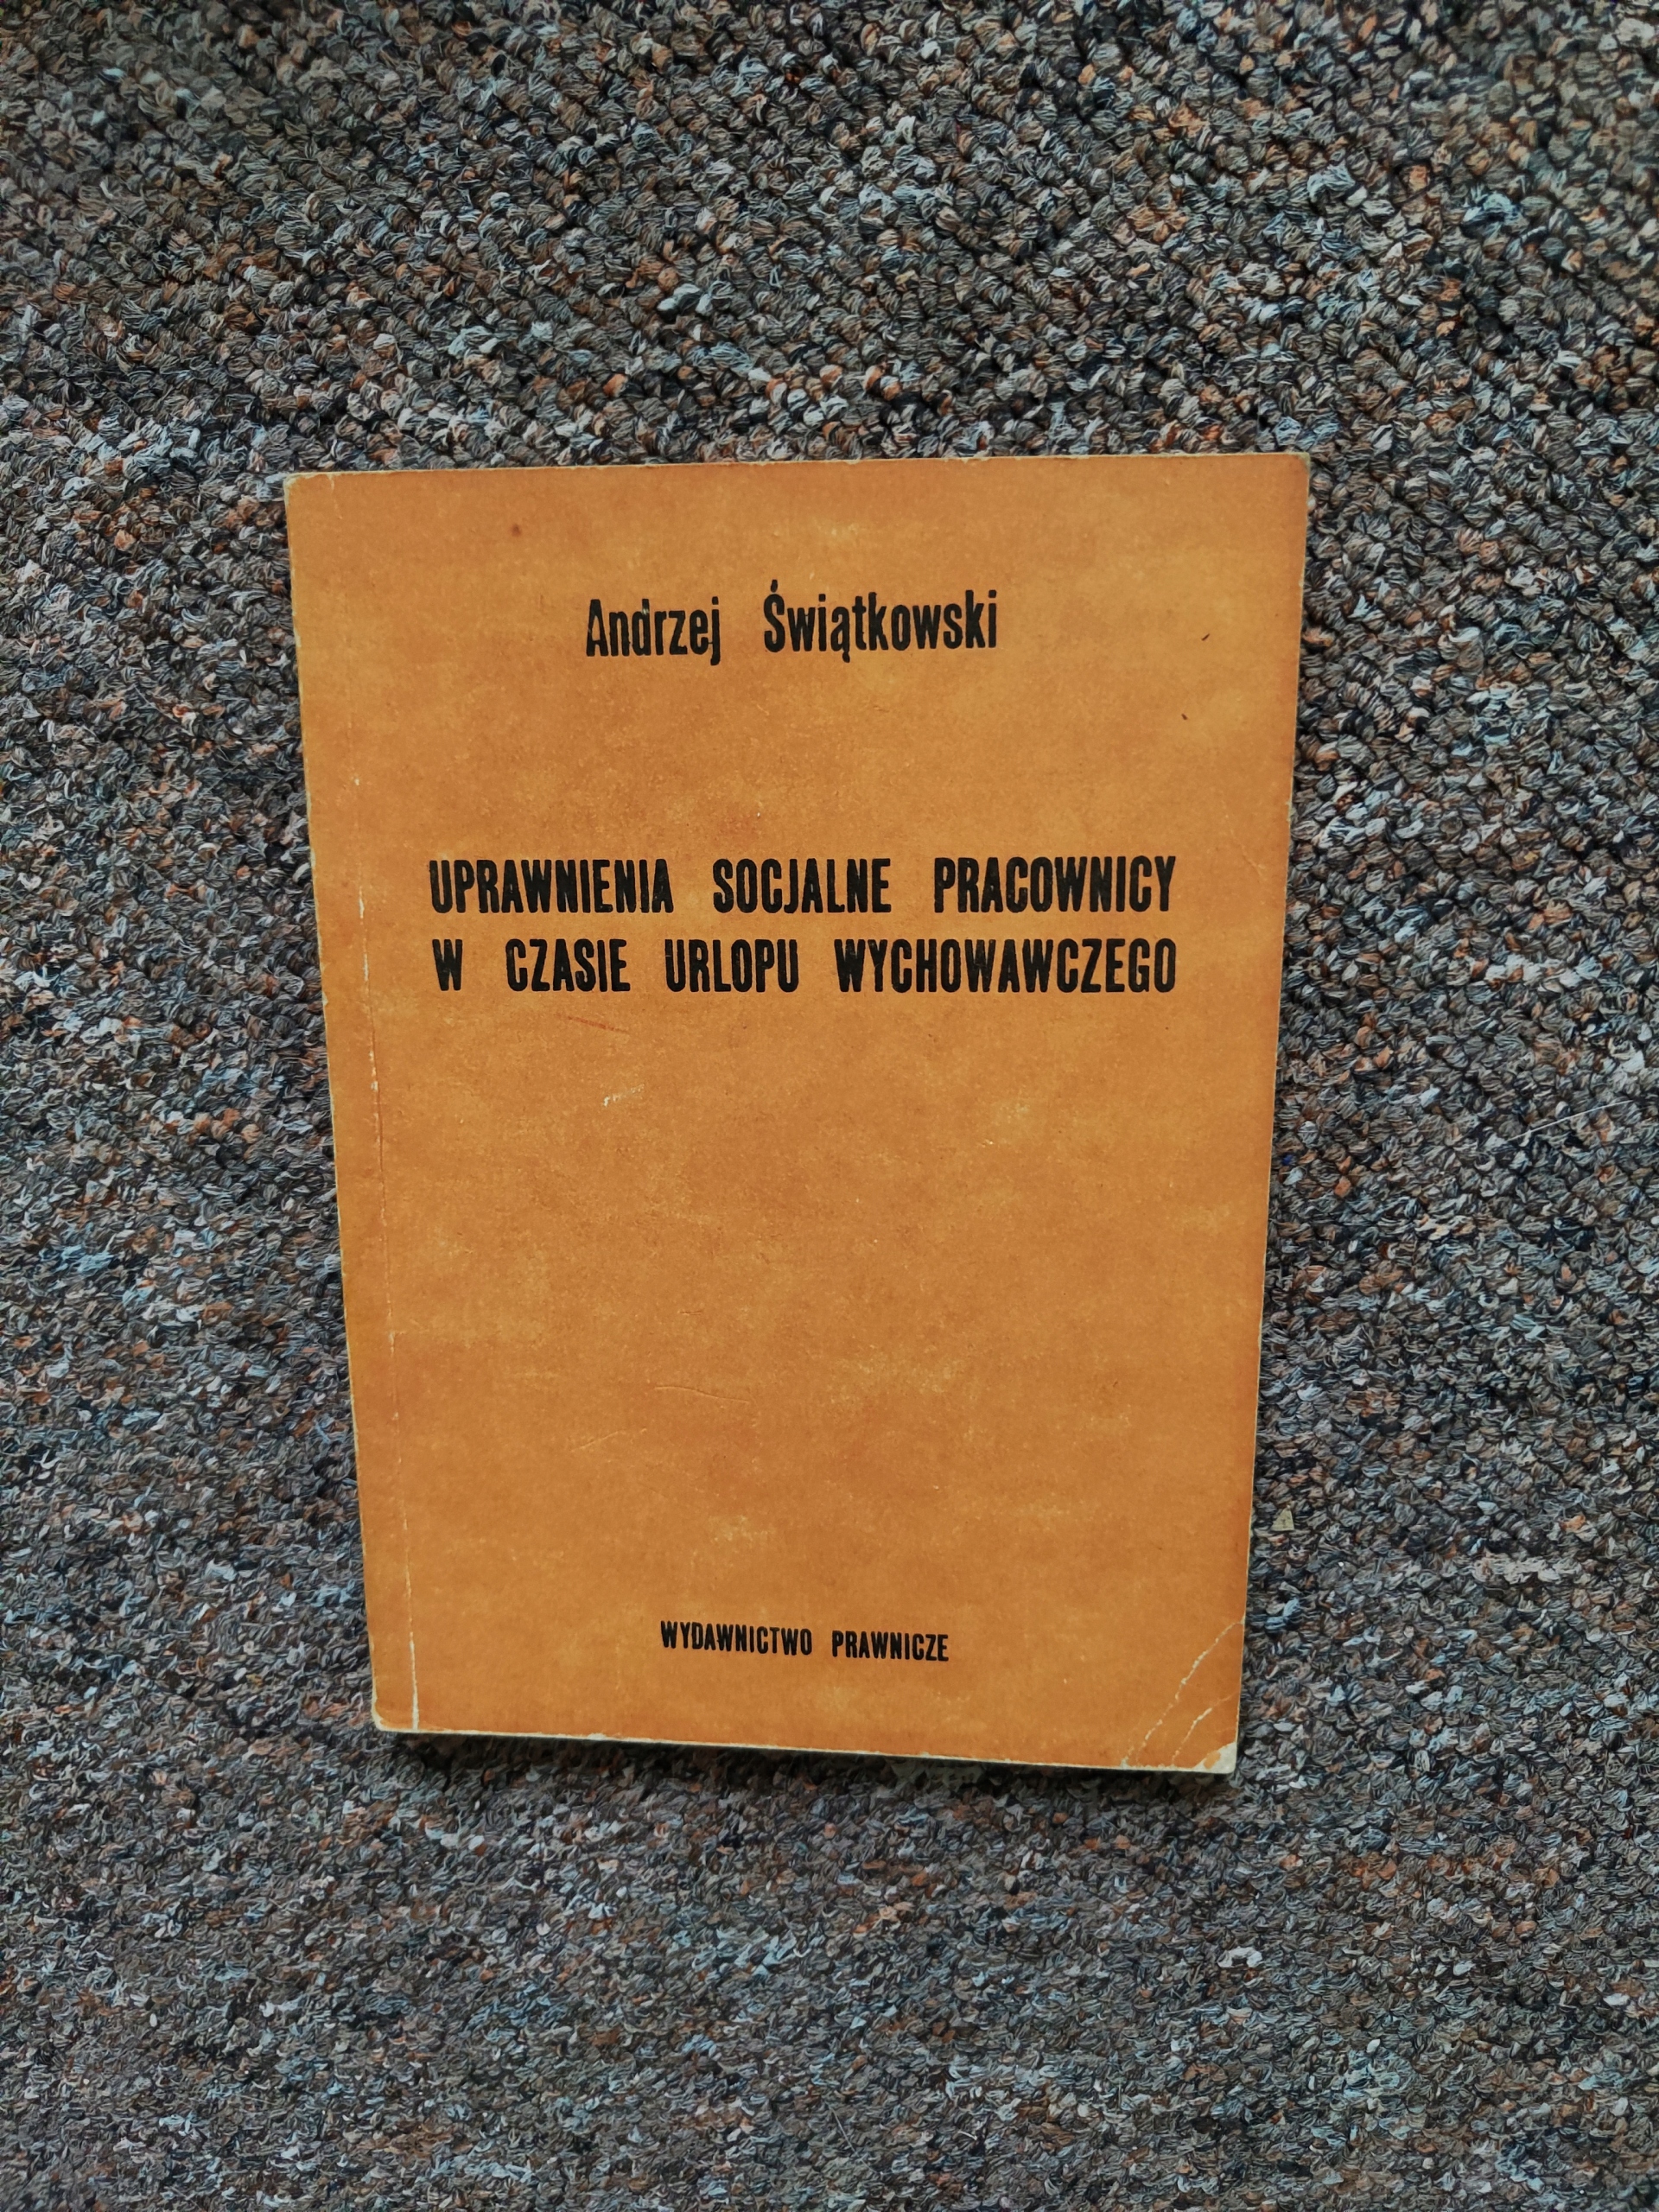 Andrzej Świątkowski
UPRAWNIENIA SOCJALNE PRACOWNICY
W CZASIE URLOPU WYCHOWAWCZEGO
WYDAWNICTWO PRAWNICZE